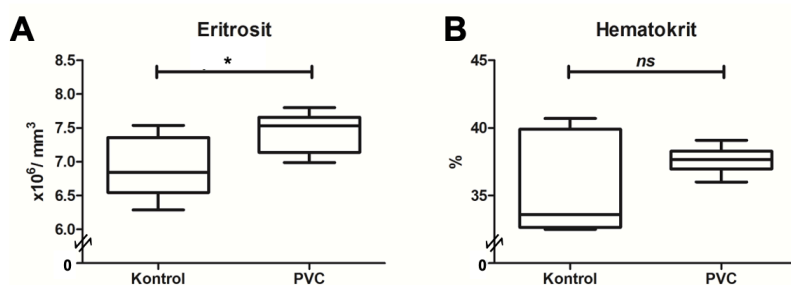 A
Eritrosit
x10⁶/ mm³
8.5
8.0
7.5
7.0
6.5
6.0
0
*
Kontrol
PVC
B
Hematokrit
%
45
40
35
0
ns
Kontrol
PVC